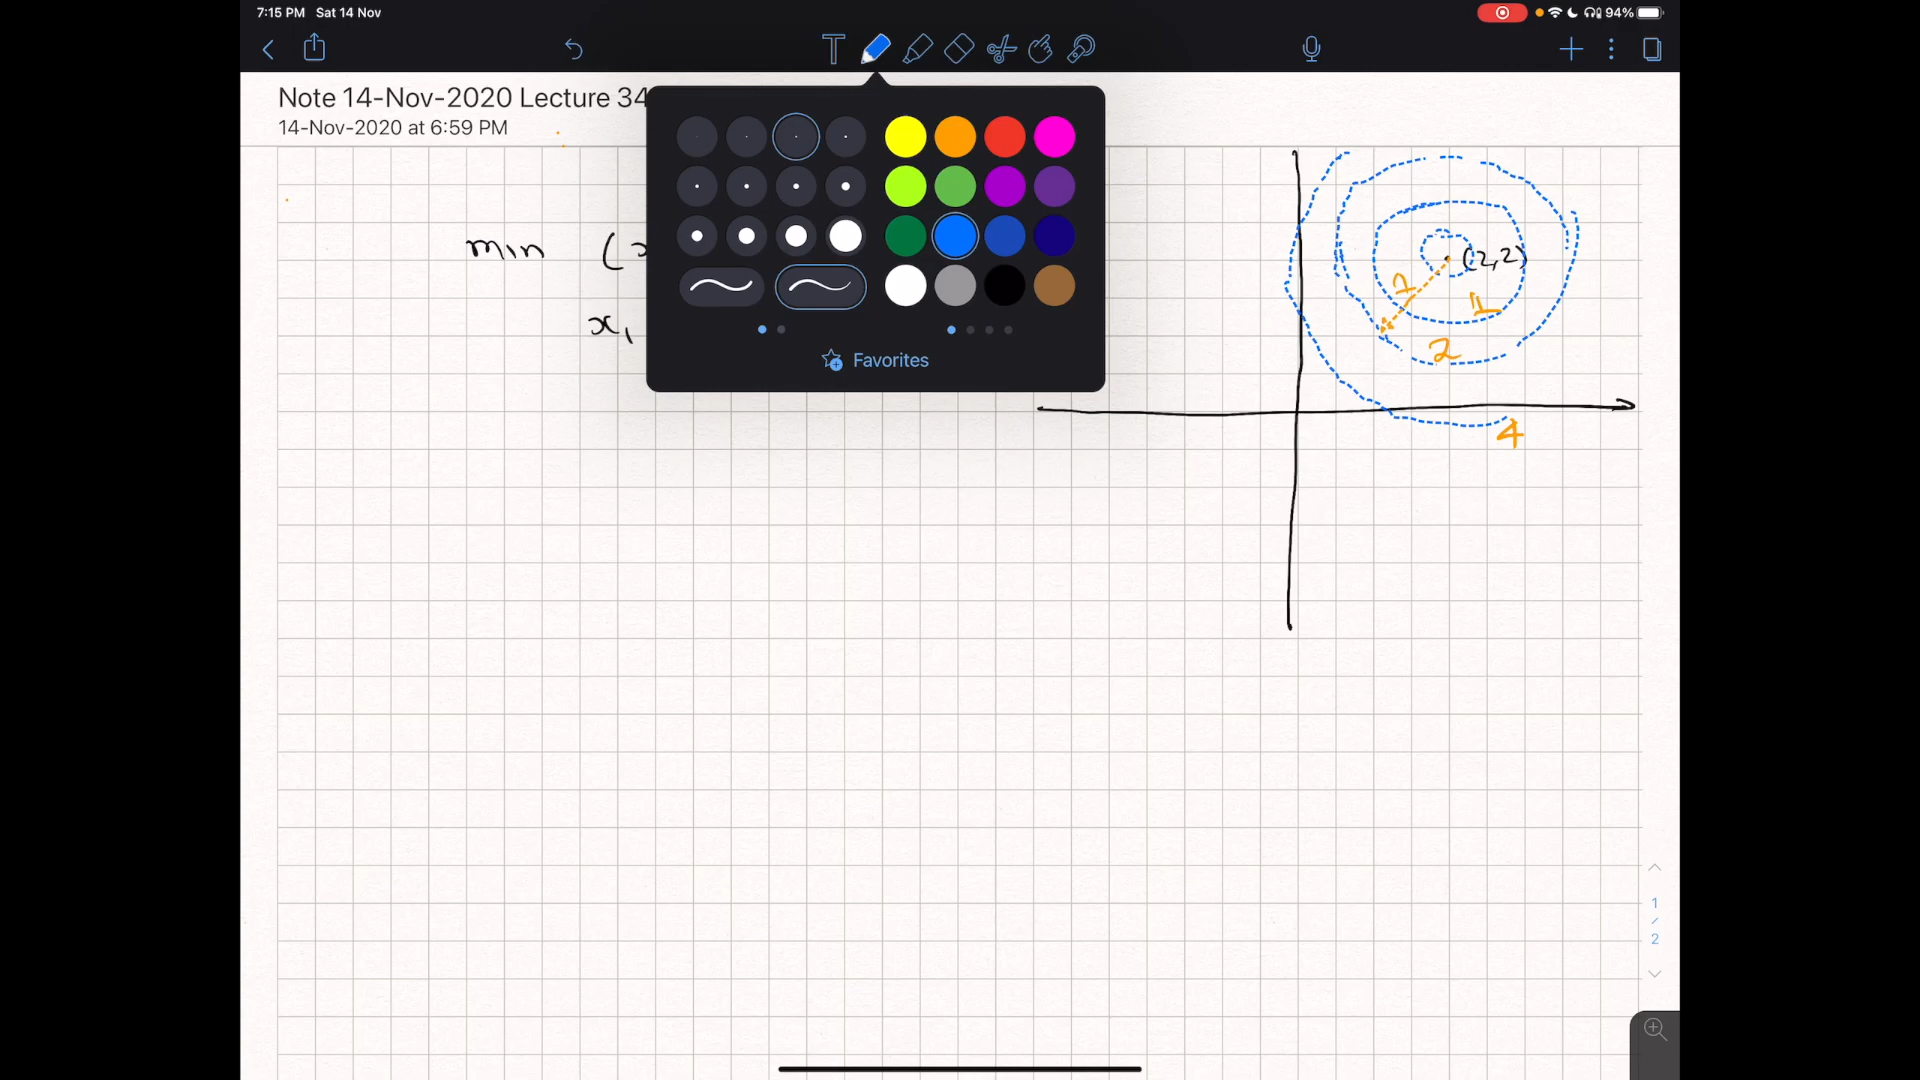 7:15 PM Sat 14 Nov
94%
Note 14-Nov-2020 Lecture 34
14-Nov-2020 at 6:59 PM
min (x
x₁
Favorites
(2,2)
1
2
4
1
/
2